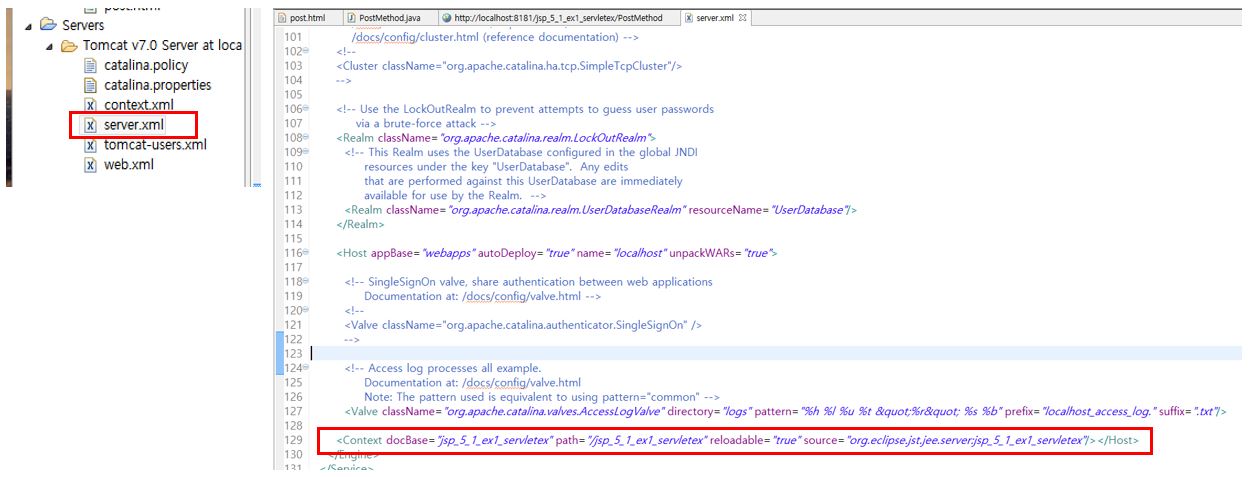 post.html
Servers
Tomcat v7.0 Server at loca
catalina.policy
catalina.properties
context.xml
server.xml
tomcat-users.xml
web.xml
post.html PostMethod.java http://localhost:8181/jsp_5_1_ex1_servletex/PostMethod server.xml
101 /docs/config/cluster.html (reference documentation) -->
102 <!--
103 <Cluster className="org.apache.catalina.ha.tcp.SimpleTcpCluster"/>
104 -->
105
106 <!-- Use the LockOutRealm to prevent attempts to guess user passwords
107 via a brute-force attack -->
108 <Realm className="org.apache.catalina.realm.LockOutRealm">
109 <!-- This Realm uses the UserDatabase configured in the global JNDI
110 resources under the key "UserDatabase".  Any edits
111 that are performed against this UserDatabase are immediately
112 available for use by the Realm.  -->
113 <Realm className="org.apache.catalina.realm.UserDatabaseRealm" resourceName="UserDatabase"/>
114 </Realm>
115
116 <Host appBase="webapps" autoDeploy="true" name="localhost" unpackWARs="true">
117
118 <!-- SingleSignOn valve, share authentication between web applications
119 Documentation at: /docs/config/valve.html -->
120 <!--
121 <Valve className="org.apache.catalina.authenticator.SingleSignOn" />
122 -->
123
124 <!-- Access log processes all example.
125 Documentation at: /docs/config/valve.html
126 Note: The pattern used is equivalent to using pattern="common" -->
127 <Valve className="org.apache.catalina.valves.AccessLogValve" directory="logs" pattern="%h %l %u %t &quot;%r&quot; %s %b" prefix="localhost_access_log." suffix=".txt"/>
128
129 <Context docBase="jsp_5_1_ex1_servletex" path="/jsp_5_1_ex1_servletex" reloadable="true" source="org.eclipse.jst.jee.server:jsp_5_1_ex1_servletex"/></Host>
130 </Engine>
131 </Service>